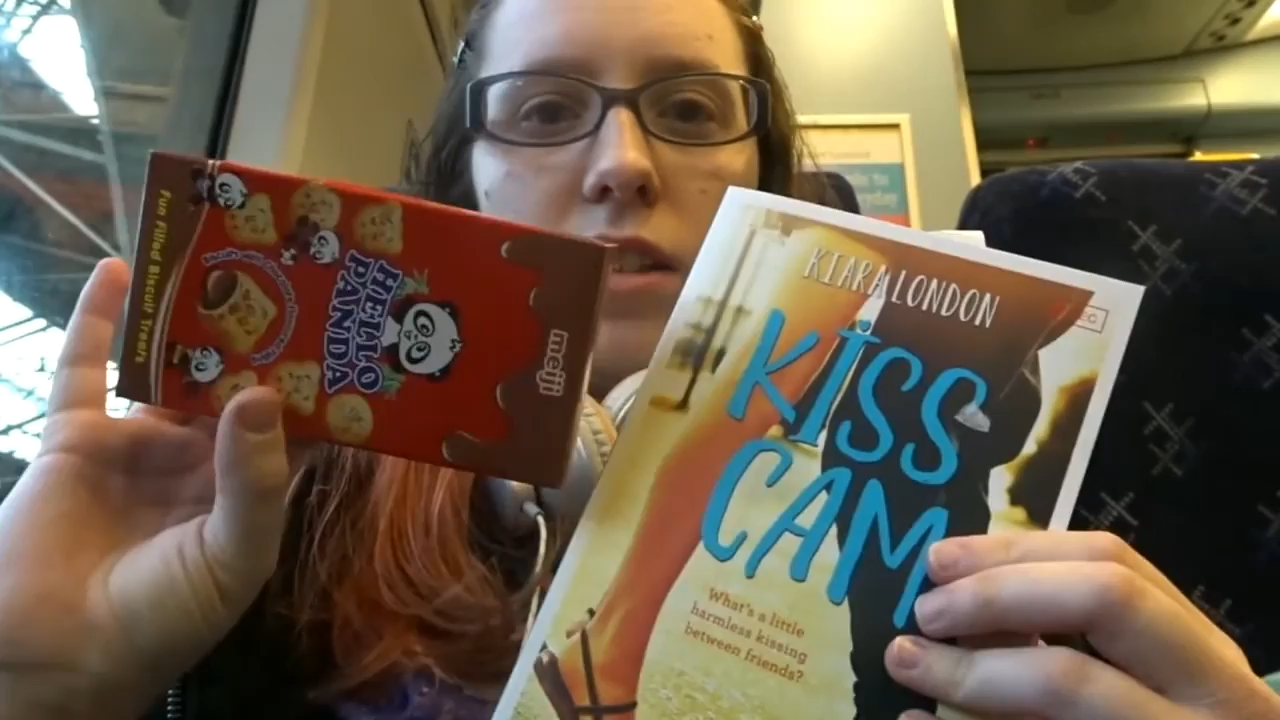 Fun Filled Biscuit Treats
HELLO
PANDA
meiji
KIARA LONDON
KISS
CAM
What's a little
harmless kissing
between friends?